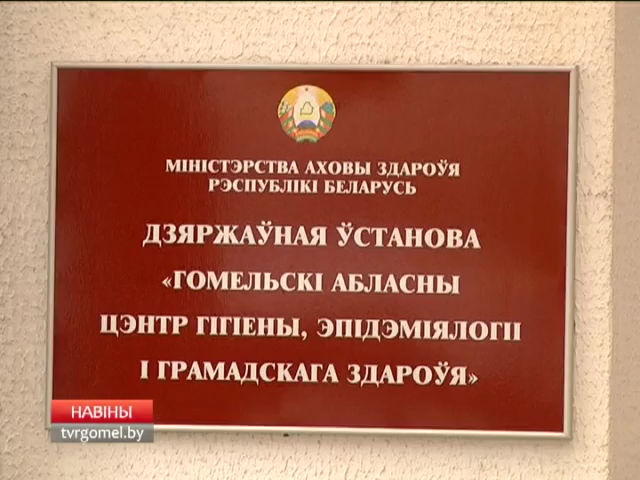 МІНІСТЭРСТВА АХОВЫ ЗДАРОЎЯ
РЭСПУБЛІКІ БЕЛАРУСЬ
ДЗЯРЖАЎНАЯ ЎСТАНОВА
«ГОМЕЛЬСКІ АБЛАСНЫ
ЦЭНТР ГІГІЕНЫ, ЭПІДЭМІЯЛОГІІ
І ГРАМАДСКАГА ЗДАРОЎЯ»
НАВІНЫ
tvrgomel.by